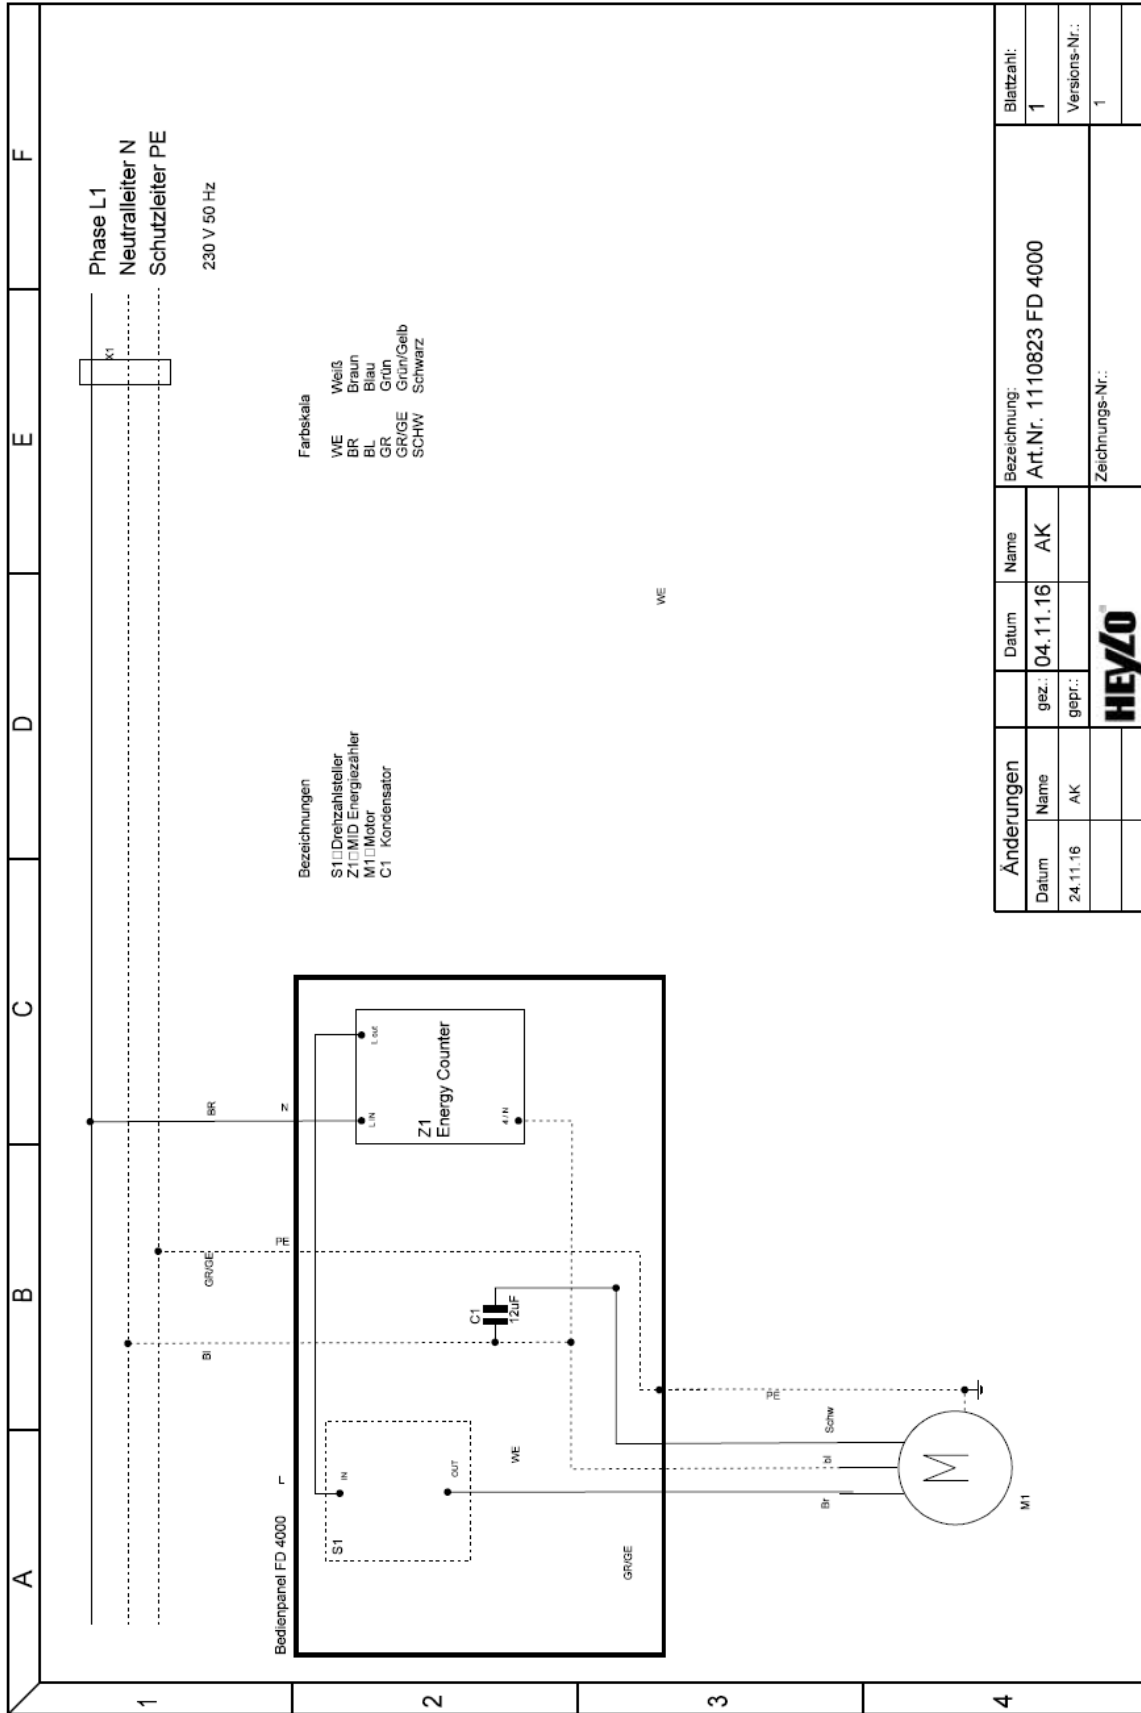 A
B
C
D
E
F
1
2
3
4
Phase L1
Neutralleiter N
Schutzleiter PE
230 V 50 Hz
X1
Farbskala
WE Weiß
BR Braun
BL Blau
GR Grün
GR/GE Grün/Gelb
SCHW Schwarz
Bezeichnungen
S1□Drehzahlsteller
Z1□MID Energiezähler
M1□Motor
C1 Kondensator
WE
BR
N
GR/GE
PE
Bl
L
Bedienpanel FD 4000
L IN
L out
Z1
Energy Counter
4 / N
C1
12uF
S1
IN
OUT
WE
GR/GE
PE
Schw
bl
Br
M
M1
Änderungen
Datum Name
24.11.16 AK
Datum Name
gez.: 04.11.16 AK
gepr.:
HEYLO®
Bezeichnung:
Art.Nr. 1110823 FD 4000
Zeichnungs-Nr.:
Blattzahl:
1
Versions-Nr.:
1